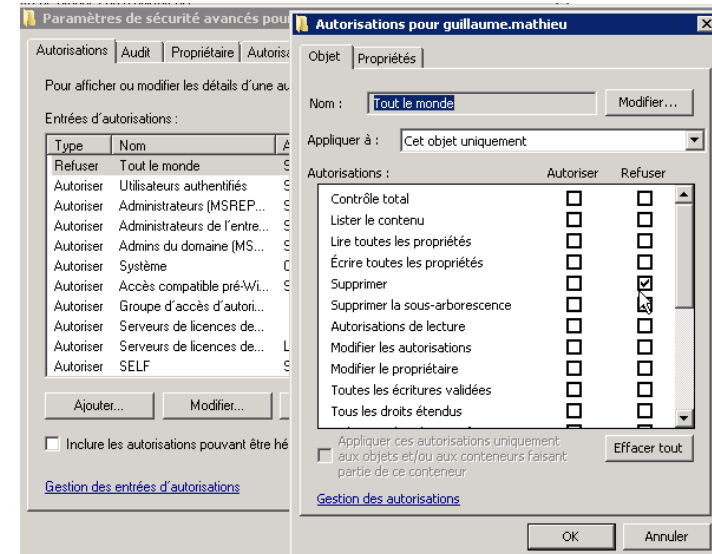 Paramètres de sécurité avancés pou
Autorisations
Audit
Propriétaire
Autorisa
Pour afficher ou modifier les détails d'une au
Entrées d'autorisations :
Type Nom A
Refuser Tout le monde S
Autoriser Utilisateurs authentifiés S
Autoriser Administrateurs (MSREP... S
Autoriser Administrateurs de l'entre... S
Autoriser Admins du domaine (MS... S
Autoriser Système
Autoriser Accès compatible pré-Wi... S
Autoriser Groupe d'accès d'autori...
Autoriser Serveurs de licences de...
Autoriser Serveurs de licences de... L
Autoriser SELF S
Ajouter...
Modifier...
Inclure les autorisations pouvant être hé
Gestion des entrées d'autorisations
Autorisations pour guillaume.mathieu
Objet
Propriétés
Nom :
Tout le monde
Modifier...
Appliquer à :
Cet objet uniquement
Autorisations : Autoriser Refuser
Contrôle total
Lister le contenu
Lire toutes les propriétés
Écrire toutes les propriétés
Supprimer
Supprimer la sous-arborescence
Autorisations de lecture
Modifier les autorisations
Modifier le propriétaire
Toutes les écritures validées
Tous les droits étendus
Appliquer ces autorisations uniquement
aux objets et/ou aux conteneurs faisant
partie de ce conteneur
Effacer tout
Gestion des autorisations
OK
Annuler